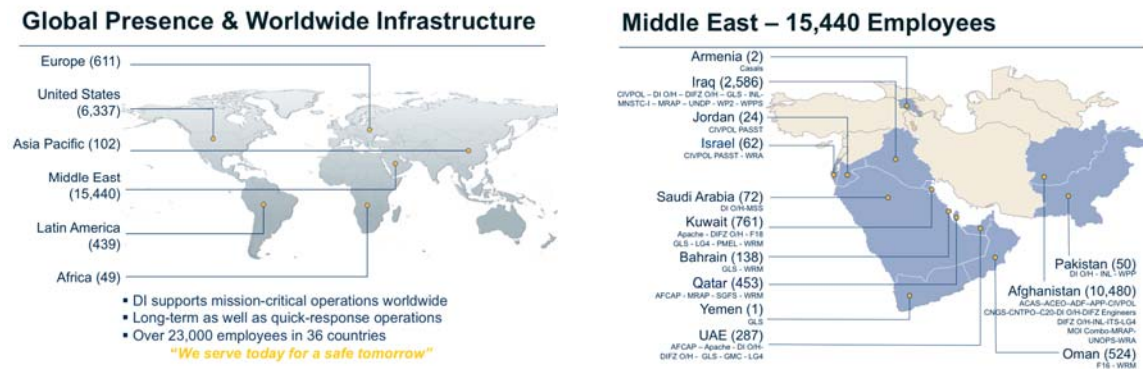 Global Presence & Worldwide Infrastructure
Europe (611)
United States
(6,337)
Asia Pacific (102)
Middle East
(15,440)
Latin America
(439)
Africa (49)
▪ DI supports mission-critical operations worldwide
▪ Long-term as well as quick-response operations
▪ Over 23,000 employees in 36 countries
“We serve today for a safe tomorrow”
Middle East – 15,440 Employees
Armenia (2)
Casals
Iraq (2,586)
CIVPOL – DI O/H – DIFZ O/H – GLS - INL-
MNSTC-I – MRAP – UNDP - WP2 - WPPS
Jordan (24)
CIVPOL PASST
Israel (62)
CIVPOL PASST - WRA
Saudi Arabia (72)
DI O/H-MSS
Kuwait (761)
Apache - DIFZ O/H - F18
GLS - LG4 - PMEL - WRM
Bahrain (138)
GLS - WRM
Qatar (453)
AFCAP - MRAP - SGFS - WRM
Yemen (1)
GLS
UAE (287)
AFCAP – Apache - DI O/H-
DIFZ O/H – GLS - GMC - LG4
Pakistan (50)
DI O/H - INL - WPP
Afghanistan (10,480)
ACAS–ACEO–ADF–APP-CIVPOL
CNGS-CNTPO–C20-DI O/H-DIFZ Engineers
DIFZ O/H-INL-ITS-LG4
MOI Combo-MRAP-
UNOPS-WRA
Oman (524)
F16 - WRM